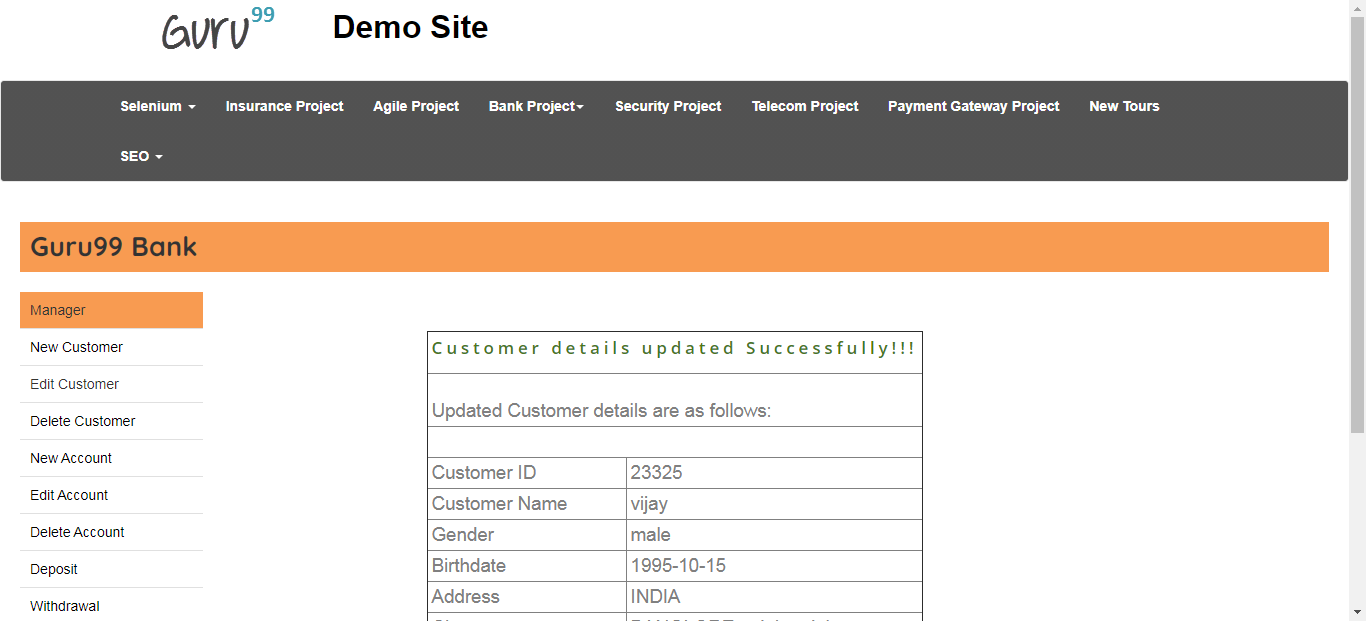 Guru99 Demo Site
Selenium Insurance Project Agile Project Bank Project Security Project Telecom Project Payment Gateway Project New Tours
SEO
Guru99 Bank
Manager
New Customer
Edit Customer
Delete Customer
New Account
Edit Account
Delete Account
Deposit
Withdrawal
Customer details updated Successfully!!!
Updated Customer details are as follows:
Customer ID 23325
Customer Name vijay
Gender male
Birthdate 1995-10-15
Address INDIA